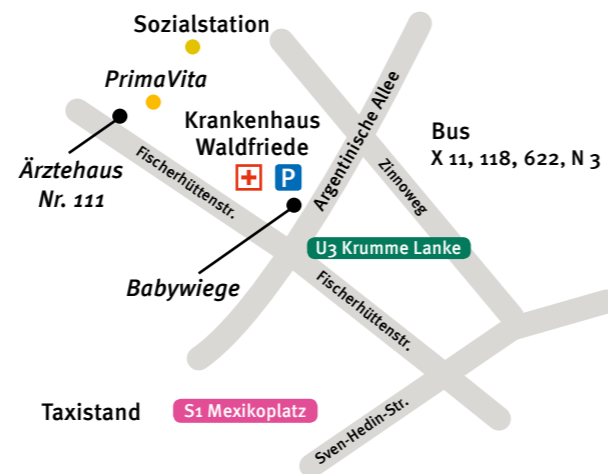 Sozialstation
PrimaVita
Krankenhaus
Waldfriede
P
Ärztehaus
Nr. 111
Fischerhüttenstr.
Argentinische Allee
Zinnoweg
Bus
X 11, 118, 622, N 3
U3 Krumme Lanke
Babywiege
Fischerhüttenstr.
Taxistand
S1 Mexikoplatz
Sven-Hedin-Str.